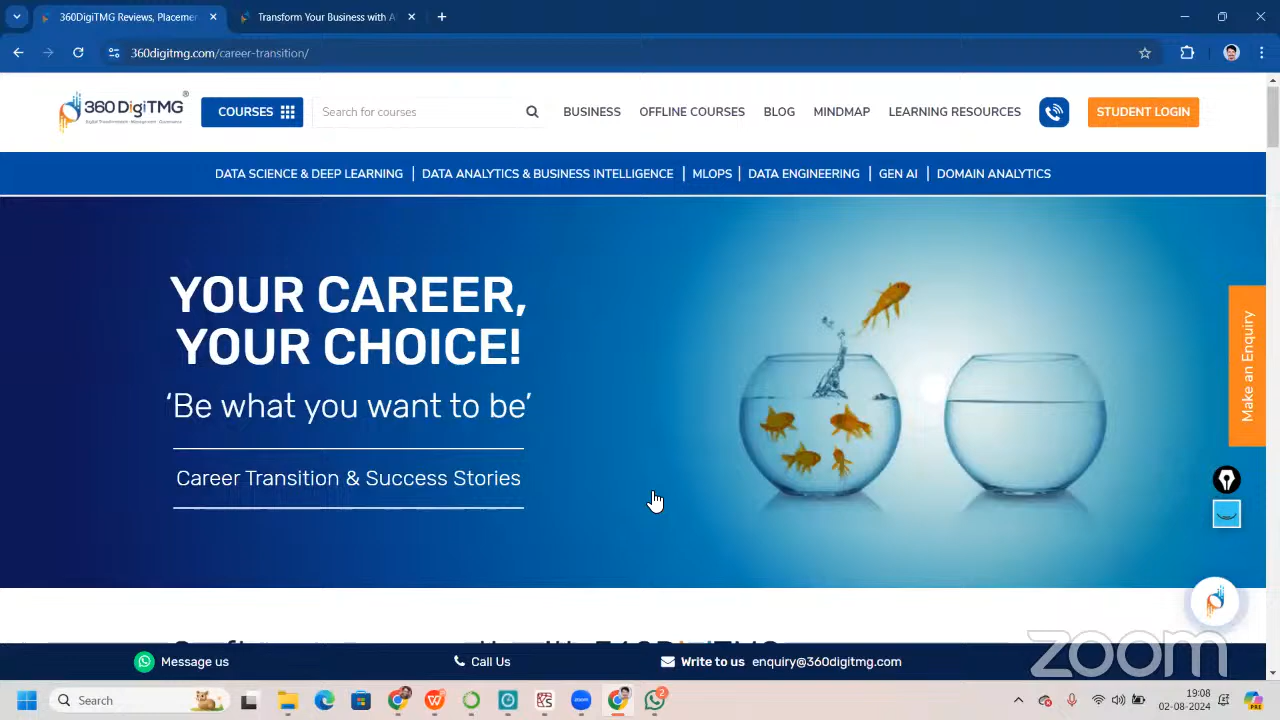 360DigiTMG Reviews, Placemen
Transform Your Business with AI
360digitmg.com/career-transition/
360 DigiTMG ®
COURSES
Search for courses
BUSINESS
OFFLINE COURSES
BLOG
MINDMAP
LEARNING RESOURCES
STUDENT LOGIN
DATA SCIENCE & DEEP LEARNING | DATA ANALYTICS & BUSINESS INTELLIGENCE | MLOPS | DATA ENGINEERING | GEN AI | DOMAIN ANALYTICS
YOUR CAREER,
YOUR CHOICE!
‘Be what you want to be’
Career Transition & Success Stories
Make an Enquiry
Message us
Call Us
Write to us enquiry@360digitmg.com
zoom
Search
2
19:08
02-08-2024
PRE